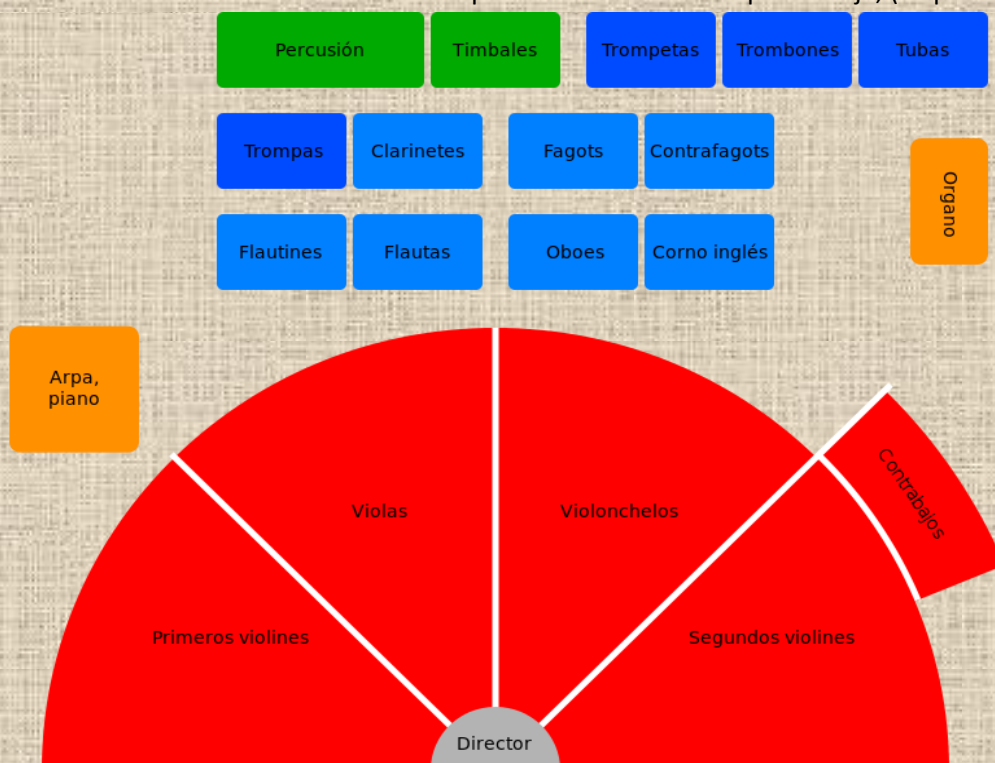 Percusión
Timbales
Trompetas
Trombones
Tubas
Trompas
Clarinetes
Fagots
Contrafagots
Organo
Flautines
Flautas
Oboes
Corno inglés
Arpa,
piano
Contrabajos
Violas
Violonchelos
Primeros violines
Segundos violines
Director